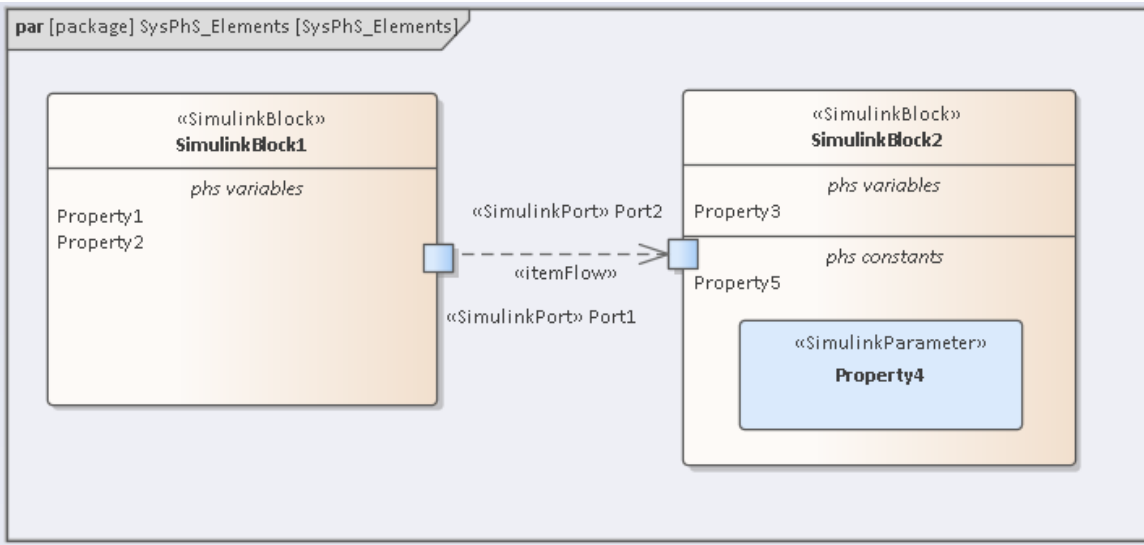 par [package] SysPhS_Elements [SysPhS_Elements]
«SimulinkBlock»
SimulinkBlock1
phs variables
Property1
Property2
«SimulinkPort» Port2
«itemFlow»
«SimulinkPort» Port1
«SimulinkBlock»
SimulinkBlock2
phs variables
Property3
phs constants
Property5
«SimulinkParameter»
Property4